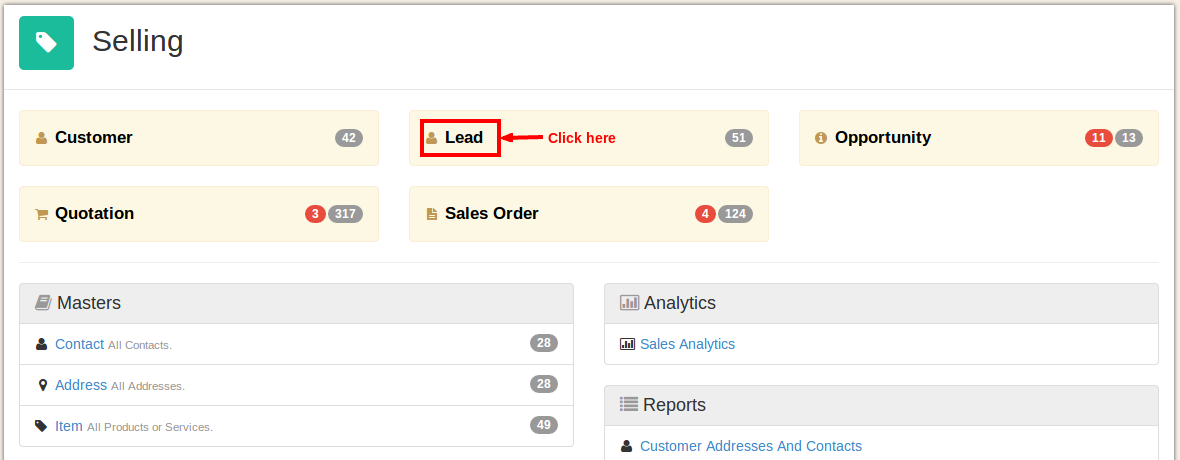 Selling
Customer 42
Lead Click here 51
Opportunity 11 13
Quotation 3 317
Sales Order 4 124
Masters
Contact All Contacts. 28
Address All Addresses. 28
Item All Products or Services. 49
Analytics
Sales Analytics
Reports
Customer Addresses And Contacts